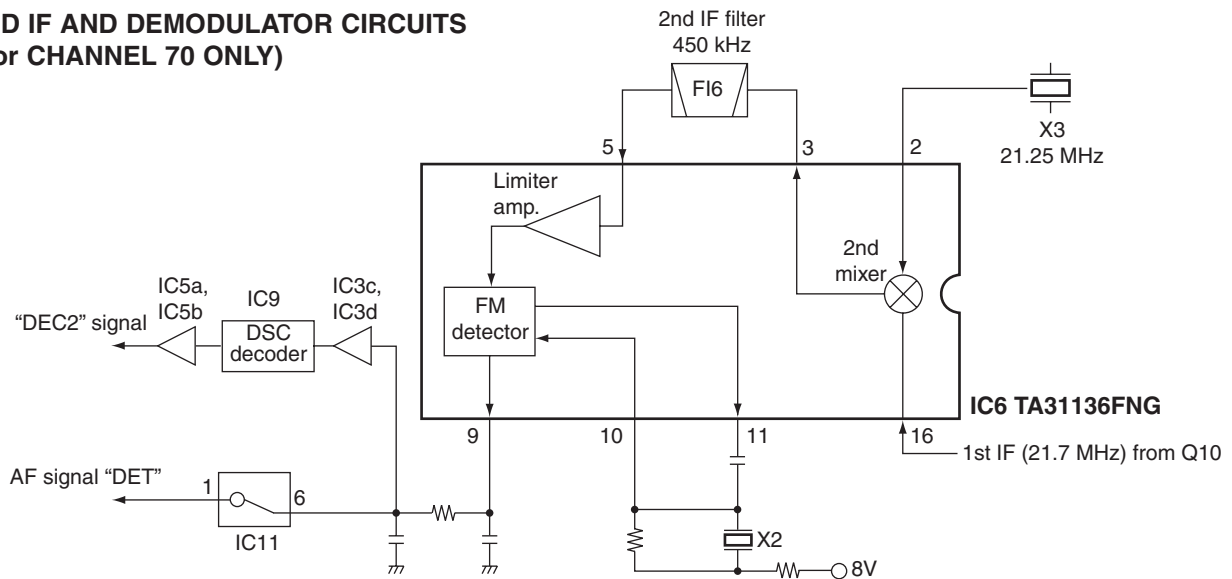 D IF AND DEMODULATOR CIRCUITS
or CHANNEL 70 ONLY)
2nd IF filter
450 kHz
FI6
X3
21.25 MHz
5
3
2
Limiter
amp.
2nd
mixer
FM
detector
IC5a,
IC5b
IC9
DSC
decoder
IC3c,
IC3d
“DEC2” signal
IC6 TA31136FNG
9
10
11
16
1st IF (21.7 MHz) from Q10
AF signal “DET”
1
6
IC11
X2
8V